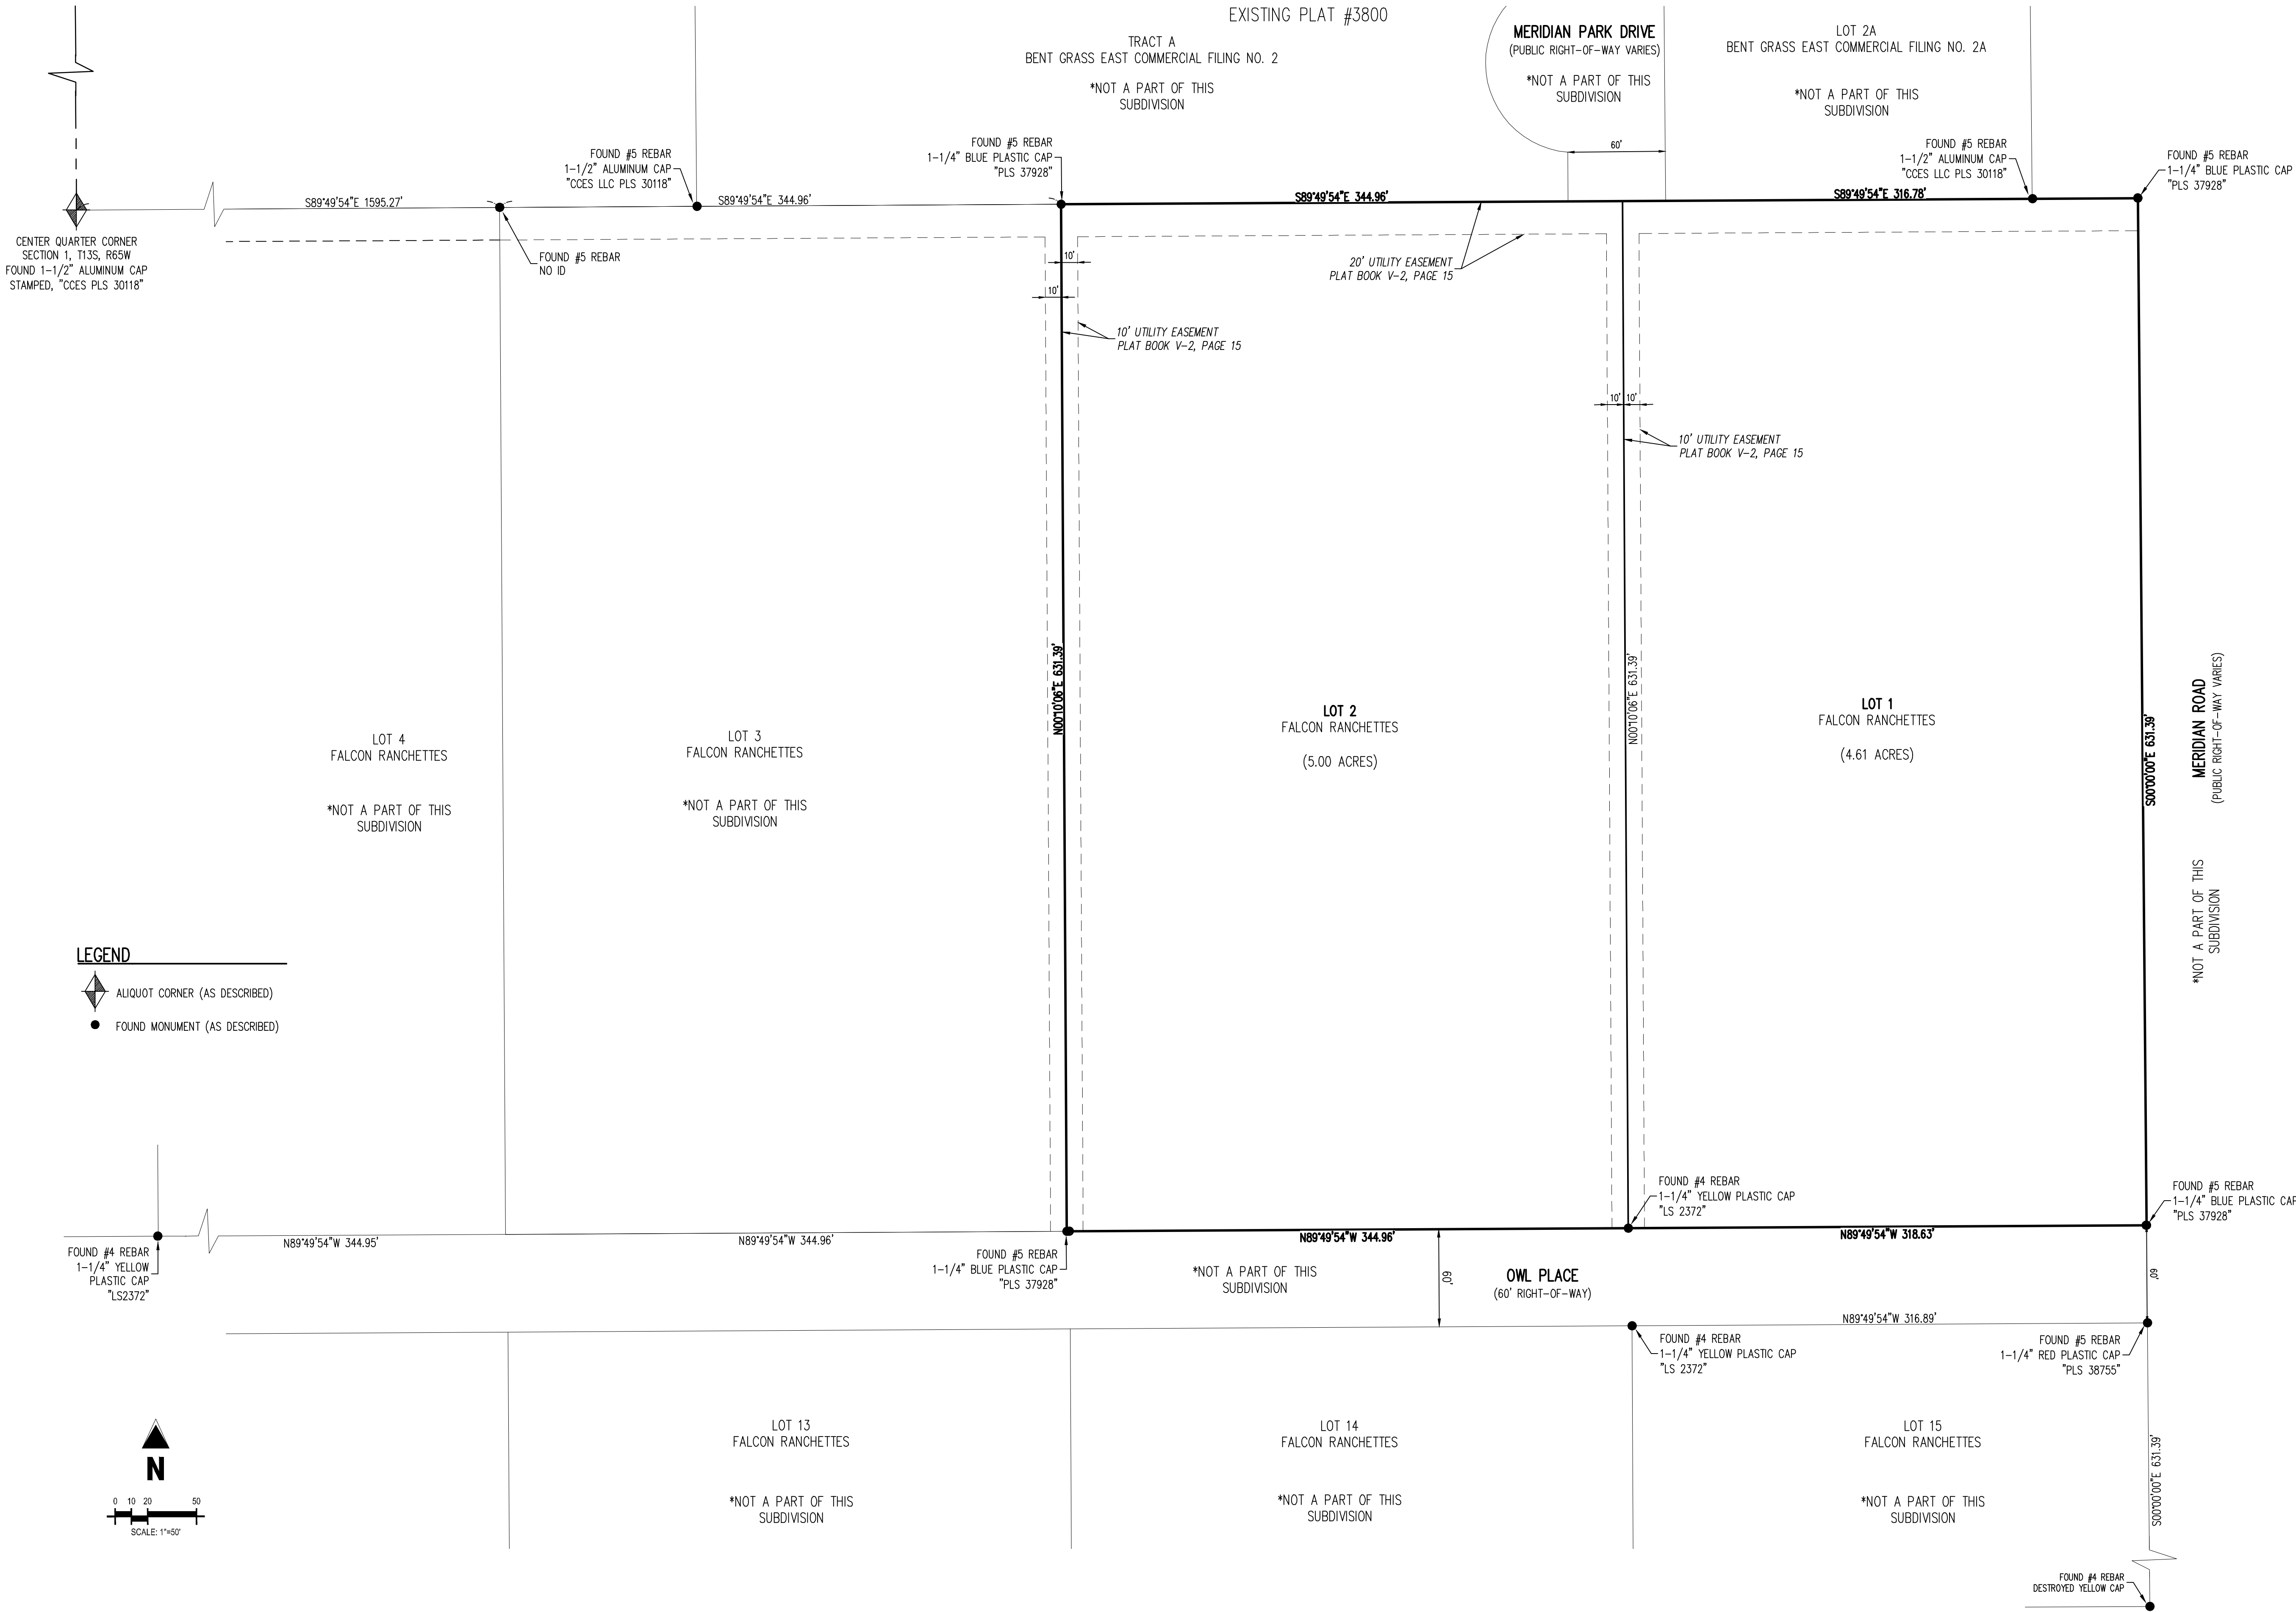 EXISTING PLAT #3800
TRACT A
BENT GRASS EAST COMMERCIAL FILING NO. 2
*NOT A PART OF THIS
SUBDIVISION
MERIDIAN PARK DRIVE
(PUBLIC RIGHT-OF-WAY VARIES)
*NOT A PART OF THIS
SUBDIVISION
60'
LOT 2A
BENT GRASS EAST COMMERCIAL FILING NO. 2A
*NOT A PART OF THIS
SUBDIVISION
FOUND #5 REBAR
1-1/2" ALUMINUM CAP
"CCES LLC PLS 30118"
FOUND #5 REBAR
1-1/4" BLUE PLASTIC CAP
"PLS 37928"
FOUND #5 REBAR
1-1/2" ALUMINUM CAP
"CCES LLC PLS 30118"
FOUND #5 REBAR
1-1/4" BLUE PLASTIC CAP
"PLS 37928"
S89°49'54"E 1595.27'
S89°49'54"E 344.96'
S89°49'54"E 344.96'
S89°49'54"E 316.78'
CENTER QUARTER CORNER
SECTION 1, T13S, R65W
FOUND 1-1/2" ALUMINUM CAP
STAMPED, "CCES PLS 30118"
FOUND #5 REBAR
NO ID
10'
10'
20' UTILITY EASEMENT
PLAT BOOK V-2, PAGE 15
10' UTILITY EASEMENT
PLAT BOOK V-2, PAGE 15
10'
10'
10' UTILITY EASEMENT
PLAT BOOK V-2, PAGE 15
N00°10'06"E 631.39'
N00°10'06"E 631.39'
S00°00'00"E 631.39'
LOT 4
FALCON RANCHETTES
*NOT A PART OF THIS
SUBDIVISION
LOT 3
FALCON RANCHETTES
*NOT A PART OF THIS
SUBDIVISION
LOT 2
FALCON RANCHETTES
(5.00 ACRES)
LOT 1
FALCON RANCHETTES
(4.61 ACRES)
MERIDIAN ROAD
(PUBLIC RIGHT-OF-WAY VARIES)
*NOT A PART OF THIS
SUBDIVISION
LEGEND
ALIQUOT CORNER (AS DESCRIBED)
FOUND MONUMENT (AS DESCRIBED)
FOUND #4 REBAR
1-1/4" YELLOW PLASTIC CAP
"LS 2372"
FOUND #5 REBAR
1-1/4" BLUE PLASTIC CAP
"PLS 37928"
N89°49'54"W 344.95'
N89°49'54"W 344.96'
N89°49'54"W 344.96'
N89°49'54"W 318.63'
FOUND #4 REBAR
1-1/4" YELLOW
PLASTIC CAP
"LS2372"
FOUND #5 REBAR
1-1/4" BLUE PLASTIC CAP
"PLS 37928"
*NOT A PART OF THIS
SUBDIVISION
60'
OWL PLACE
(60' RIGHT-OF-WAY)
60'
N89°49'54"W 316.89'
FOUND #4 REBAR
1-1/4" YELLOW PLASTIC CAP
"LS 2372"
FOUND #5 REBAR
1-1/4" RED PLASTIC CAP
"PLS 38755"
LOT 13
FALCON RANCHETTES
*NOT A PART OF THIS
SUBDIVISION
LOT 14
FALCON RANCHETTES
*NOT A PART OF THIS
SUBDIVISION
LOT 15
FALCON RANCHETTES
*NOT A PART OF THIS
SUBDIVISION
S00°00'00"E 631.39'
N
0 10 20 50
SCALE: 1"=50'
FOUND #4 REBAR
DESTROYED YELLOW CAP